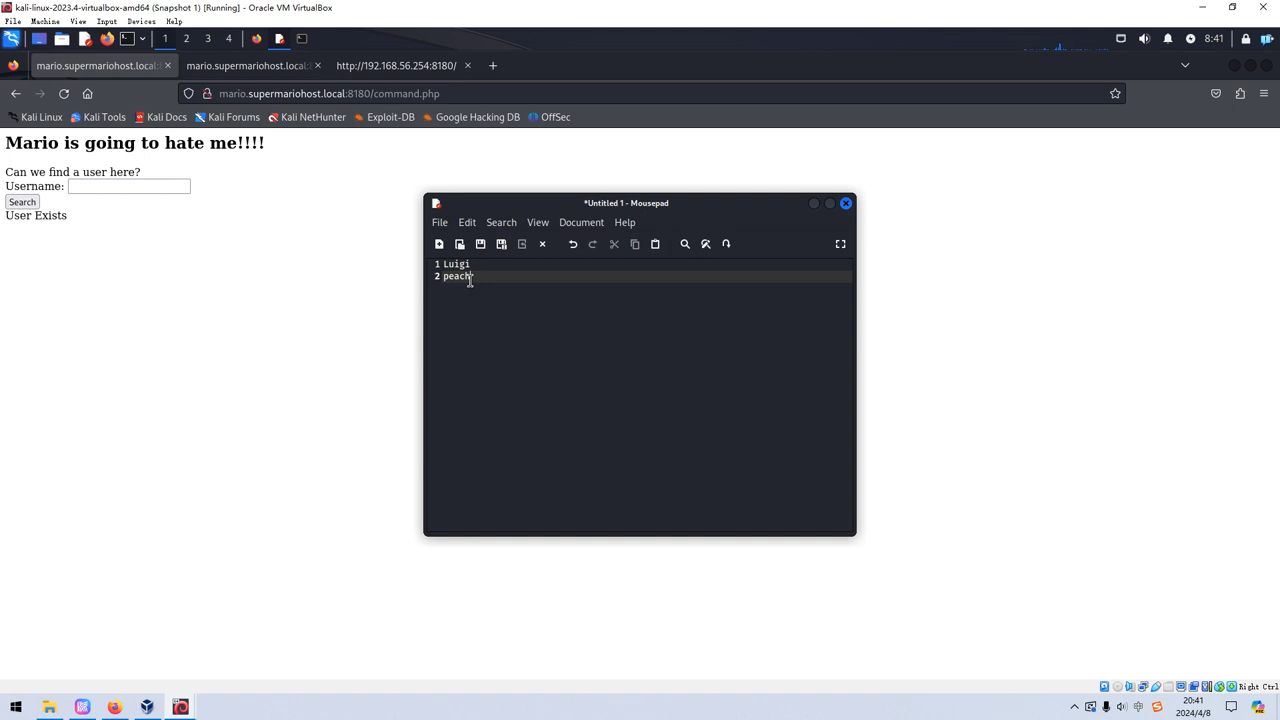 kali-linux-2023.4-virtualbox-amd64 (Snapshot 1) [Running] - Oracle VM VirtualBox
File Machine View Input Devices Help
1 2 3 4 8:41
mario.supermariohost.local: mario.supermariohost.local: http://192.168.56.254:8180/
mario.supermariohost.local:8180/command.php
Kali Linux Kali Tools Kali Docs Kali Forums Kali NetHunter Exploit-DB Google Hacking DB OffSec
Mario is going to hate me!!!!
Can we find a user here?
Username:
Search
User Exists
*Untitled 1 - Mousepad
File Edit Search View Document Help
1 Luigi
2 peach
Right Ctrl
中
20:41
2024/4/8